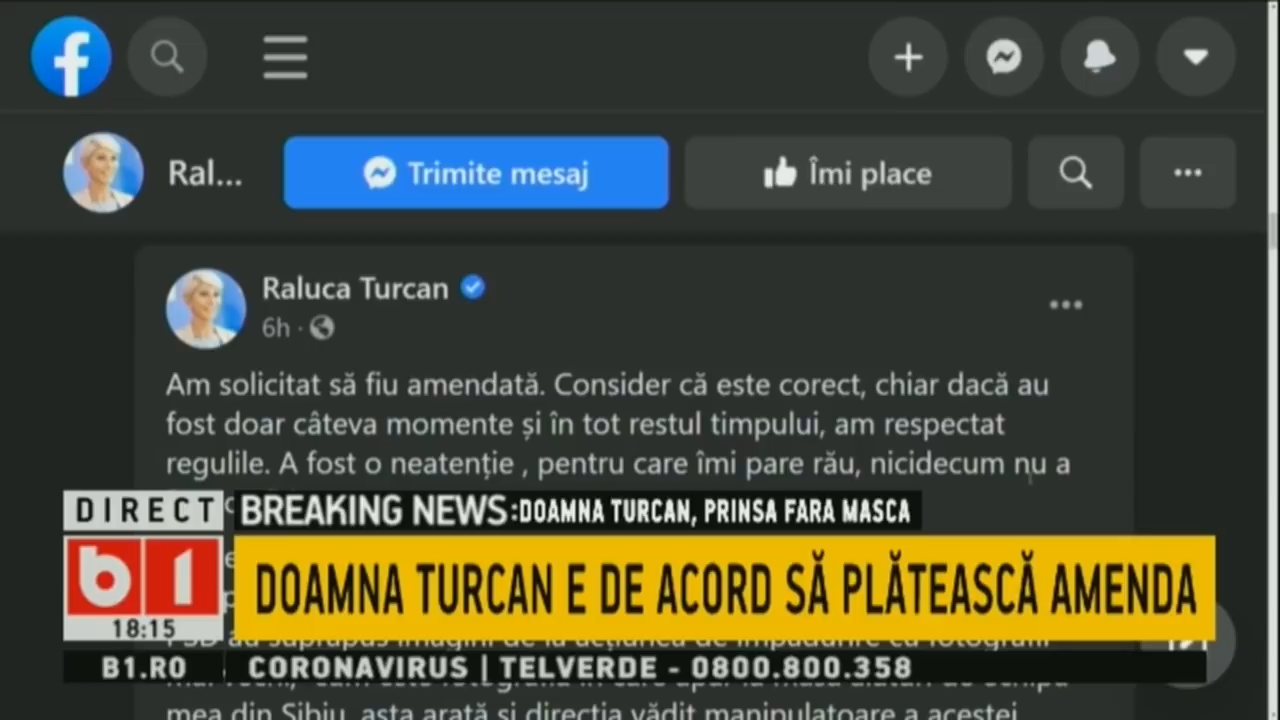 Ral...
Trimite mesaj
Îmi place
Raluca Turcan
6h ·
Am solicitat să fiu amendată. Consider că este corect, chiar dacă au
fost doar câteva momente și în tot restul timpului, am respectat
regulile. A fost o neatenție , pentru care îmi pare rău, nicidecum nu a
DIRECT
BREAKING NEWS:DOAMNA TURCAN, PRINSA FARA MASCA
b1
DOAMNA TURCAN E DE ACORD SĂ PLĂTEASCĂ AMENDA
18:15
B1.RO
CORONAVIRUS | TELVERDE - 0800.800.358
mea din Sibiu, asta arată și direcția vădit manipulatoare a acestei